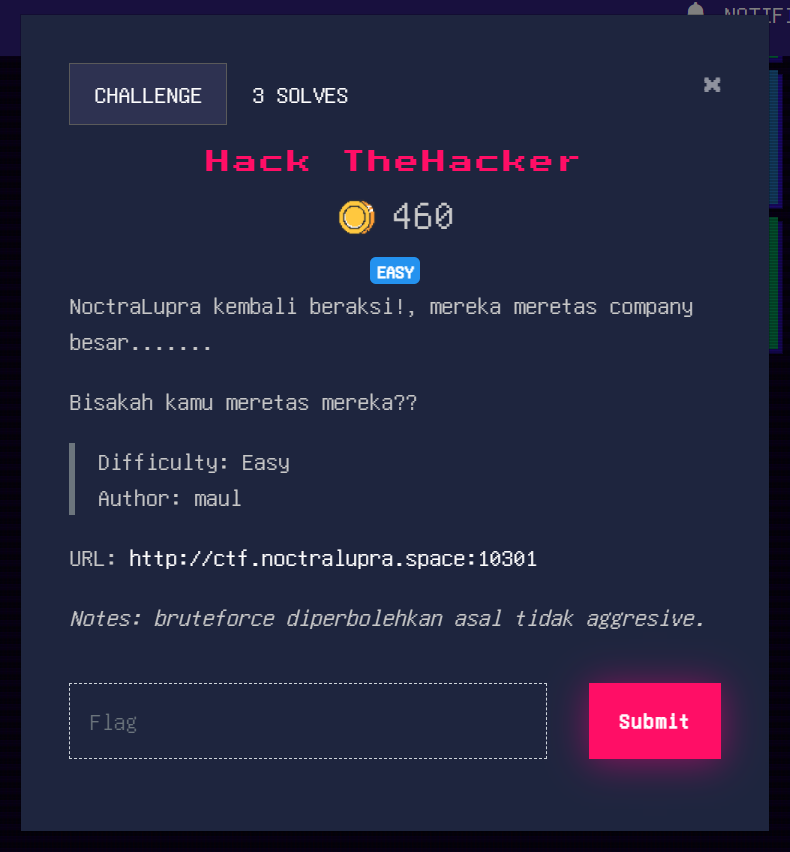 CHALLENGE
3 SOLVES
Hack TheHacker
460
EASY
NoctraLupra kembali beraksi!, mereka meretas company
besar.......
Bisakah kamu meretas mereka??
Difficulty: Easy
Author: maul
URL: http://ctf.noctralupra.space:10301
Notes: bruteforce diperbolehkan asal tidak aggresive.
Flag
Submit